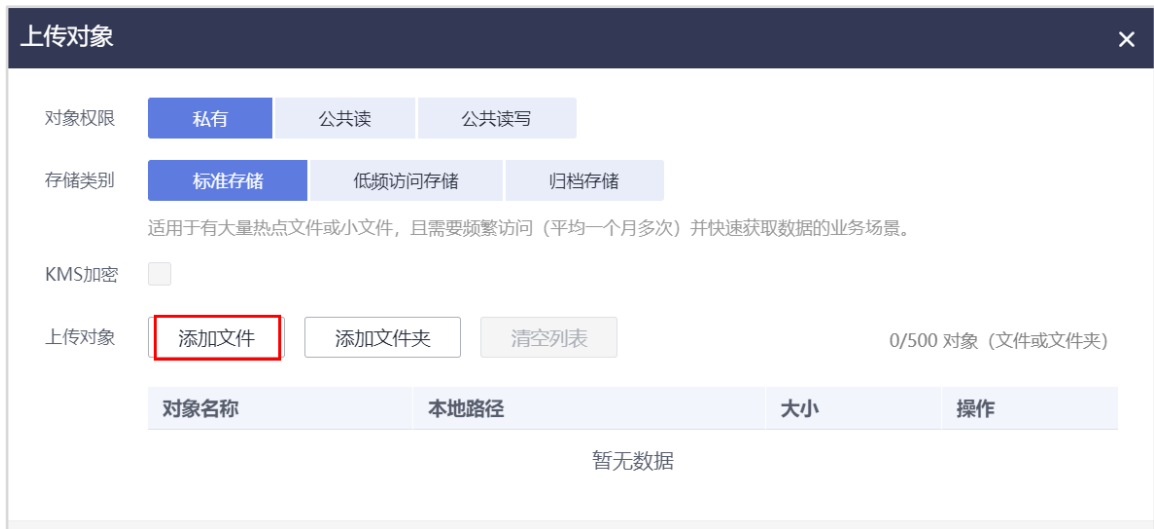 上传对象
对象权限 私有 公共读 公共读写
存储类别 标准存储 低频访问存储 归档存储
适用于有大量热点文件或小文件，且需要频繁访问（平均一个月多次）并快速获取数据的业务场景。
KMS加密
上传对象 添加文件 添加文件夹 清空列表 0/500 对象（文件或文件夹）
对象名称 本地路径 大小 操作
暂无数据